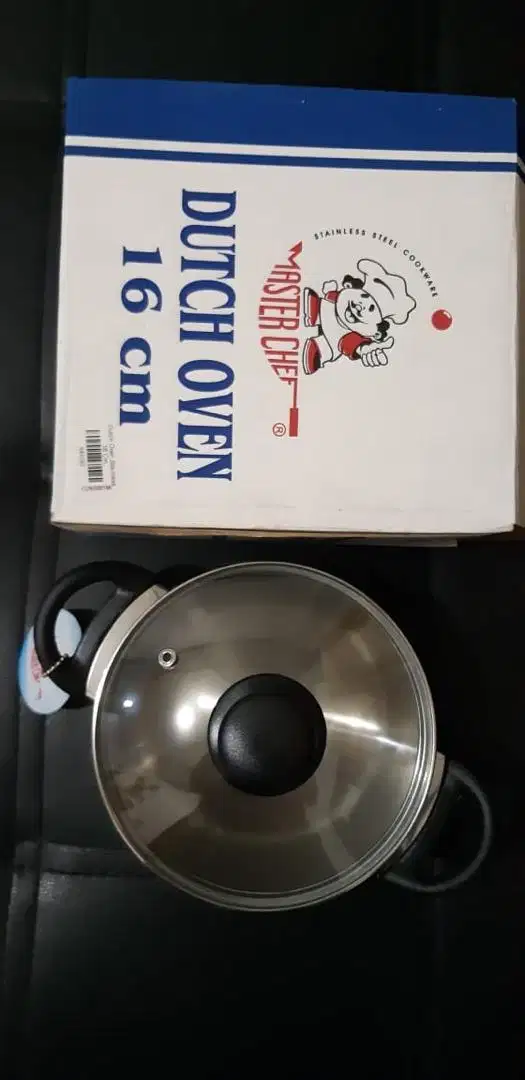 STAINLESS STEEL COOKWARE
MASTER CHEF®
DUTCH OVEN
16 cm